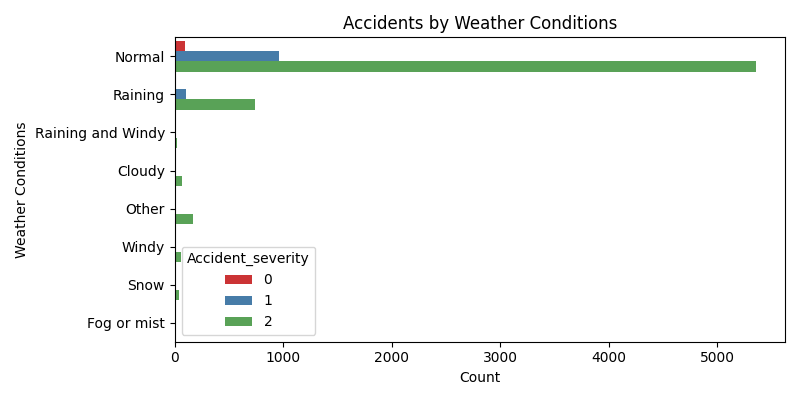 Accidents by Weather Conditions
Weather Conditions
Normal
Raining
Raining and Windy
Cloudy
Other
Windy
Snow
Fog or mist
Accident_severity
0
1
2
0 1000 2000 3000 4000 5000
Count